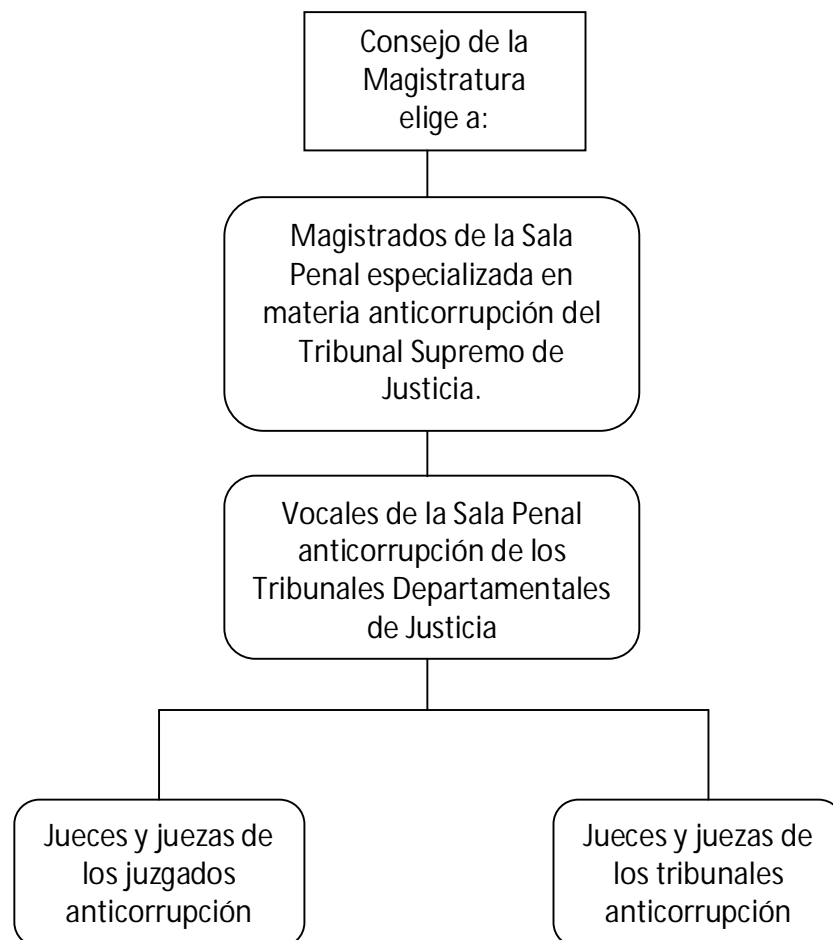 Consejo de la
Magistratura
elige a:
Magistrados de la Sala
Penal especializada en
materia anticorrupción del
Tribunal Supremo de
Justicia.
Vocales de la Sala Penal
anticorrupción de los
Tribunales Departamentales
de Justicia
Jueces y juezas de
los juzgados
anticorrupción
Jueces y juezas de
los tribunales
anticorrupción